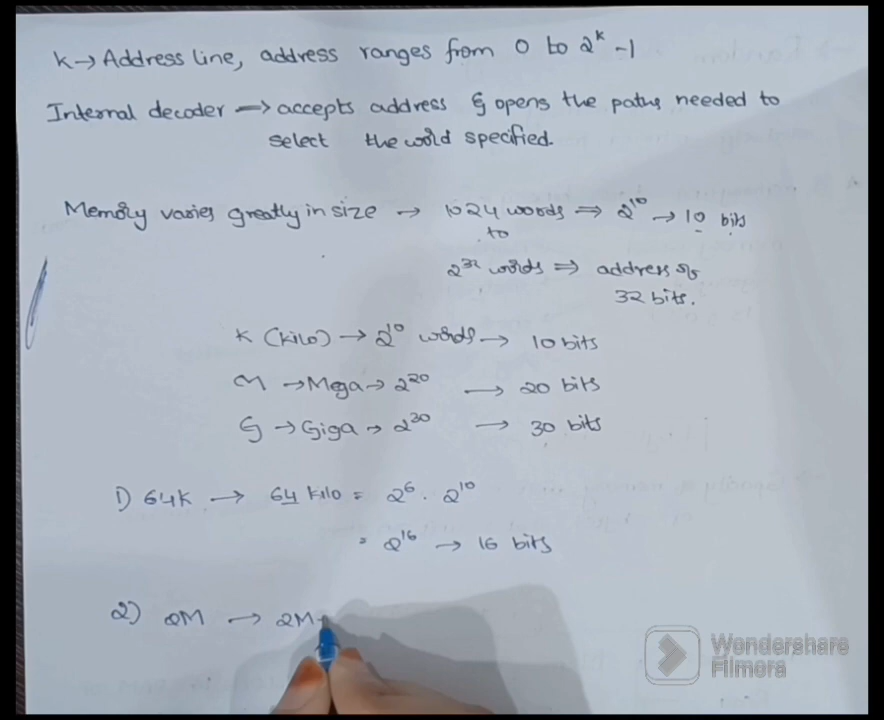 K → Address line, address ranges from 0 to 2^k - 1
Internal decoder → accepts address & opens the paths needed to
select the word specified.
Memory varies greatly in size → 1024 words ⇒ 2^10 → 10 bits
to
2^32 words ⇒ address of
32 bits.
K (kilo) → 2^10 words → 10 bits
M → Mega → 2^20 → 20 bits
G → Giga → 2^30 → 30 bits
1) 64K → 64 kilo = 2^6 . 2^10
= 2^16 → 16 bits
2) 2M → 2M
Wondershare
Filmora